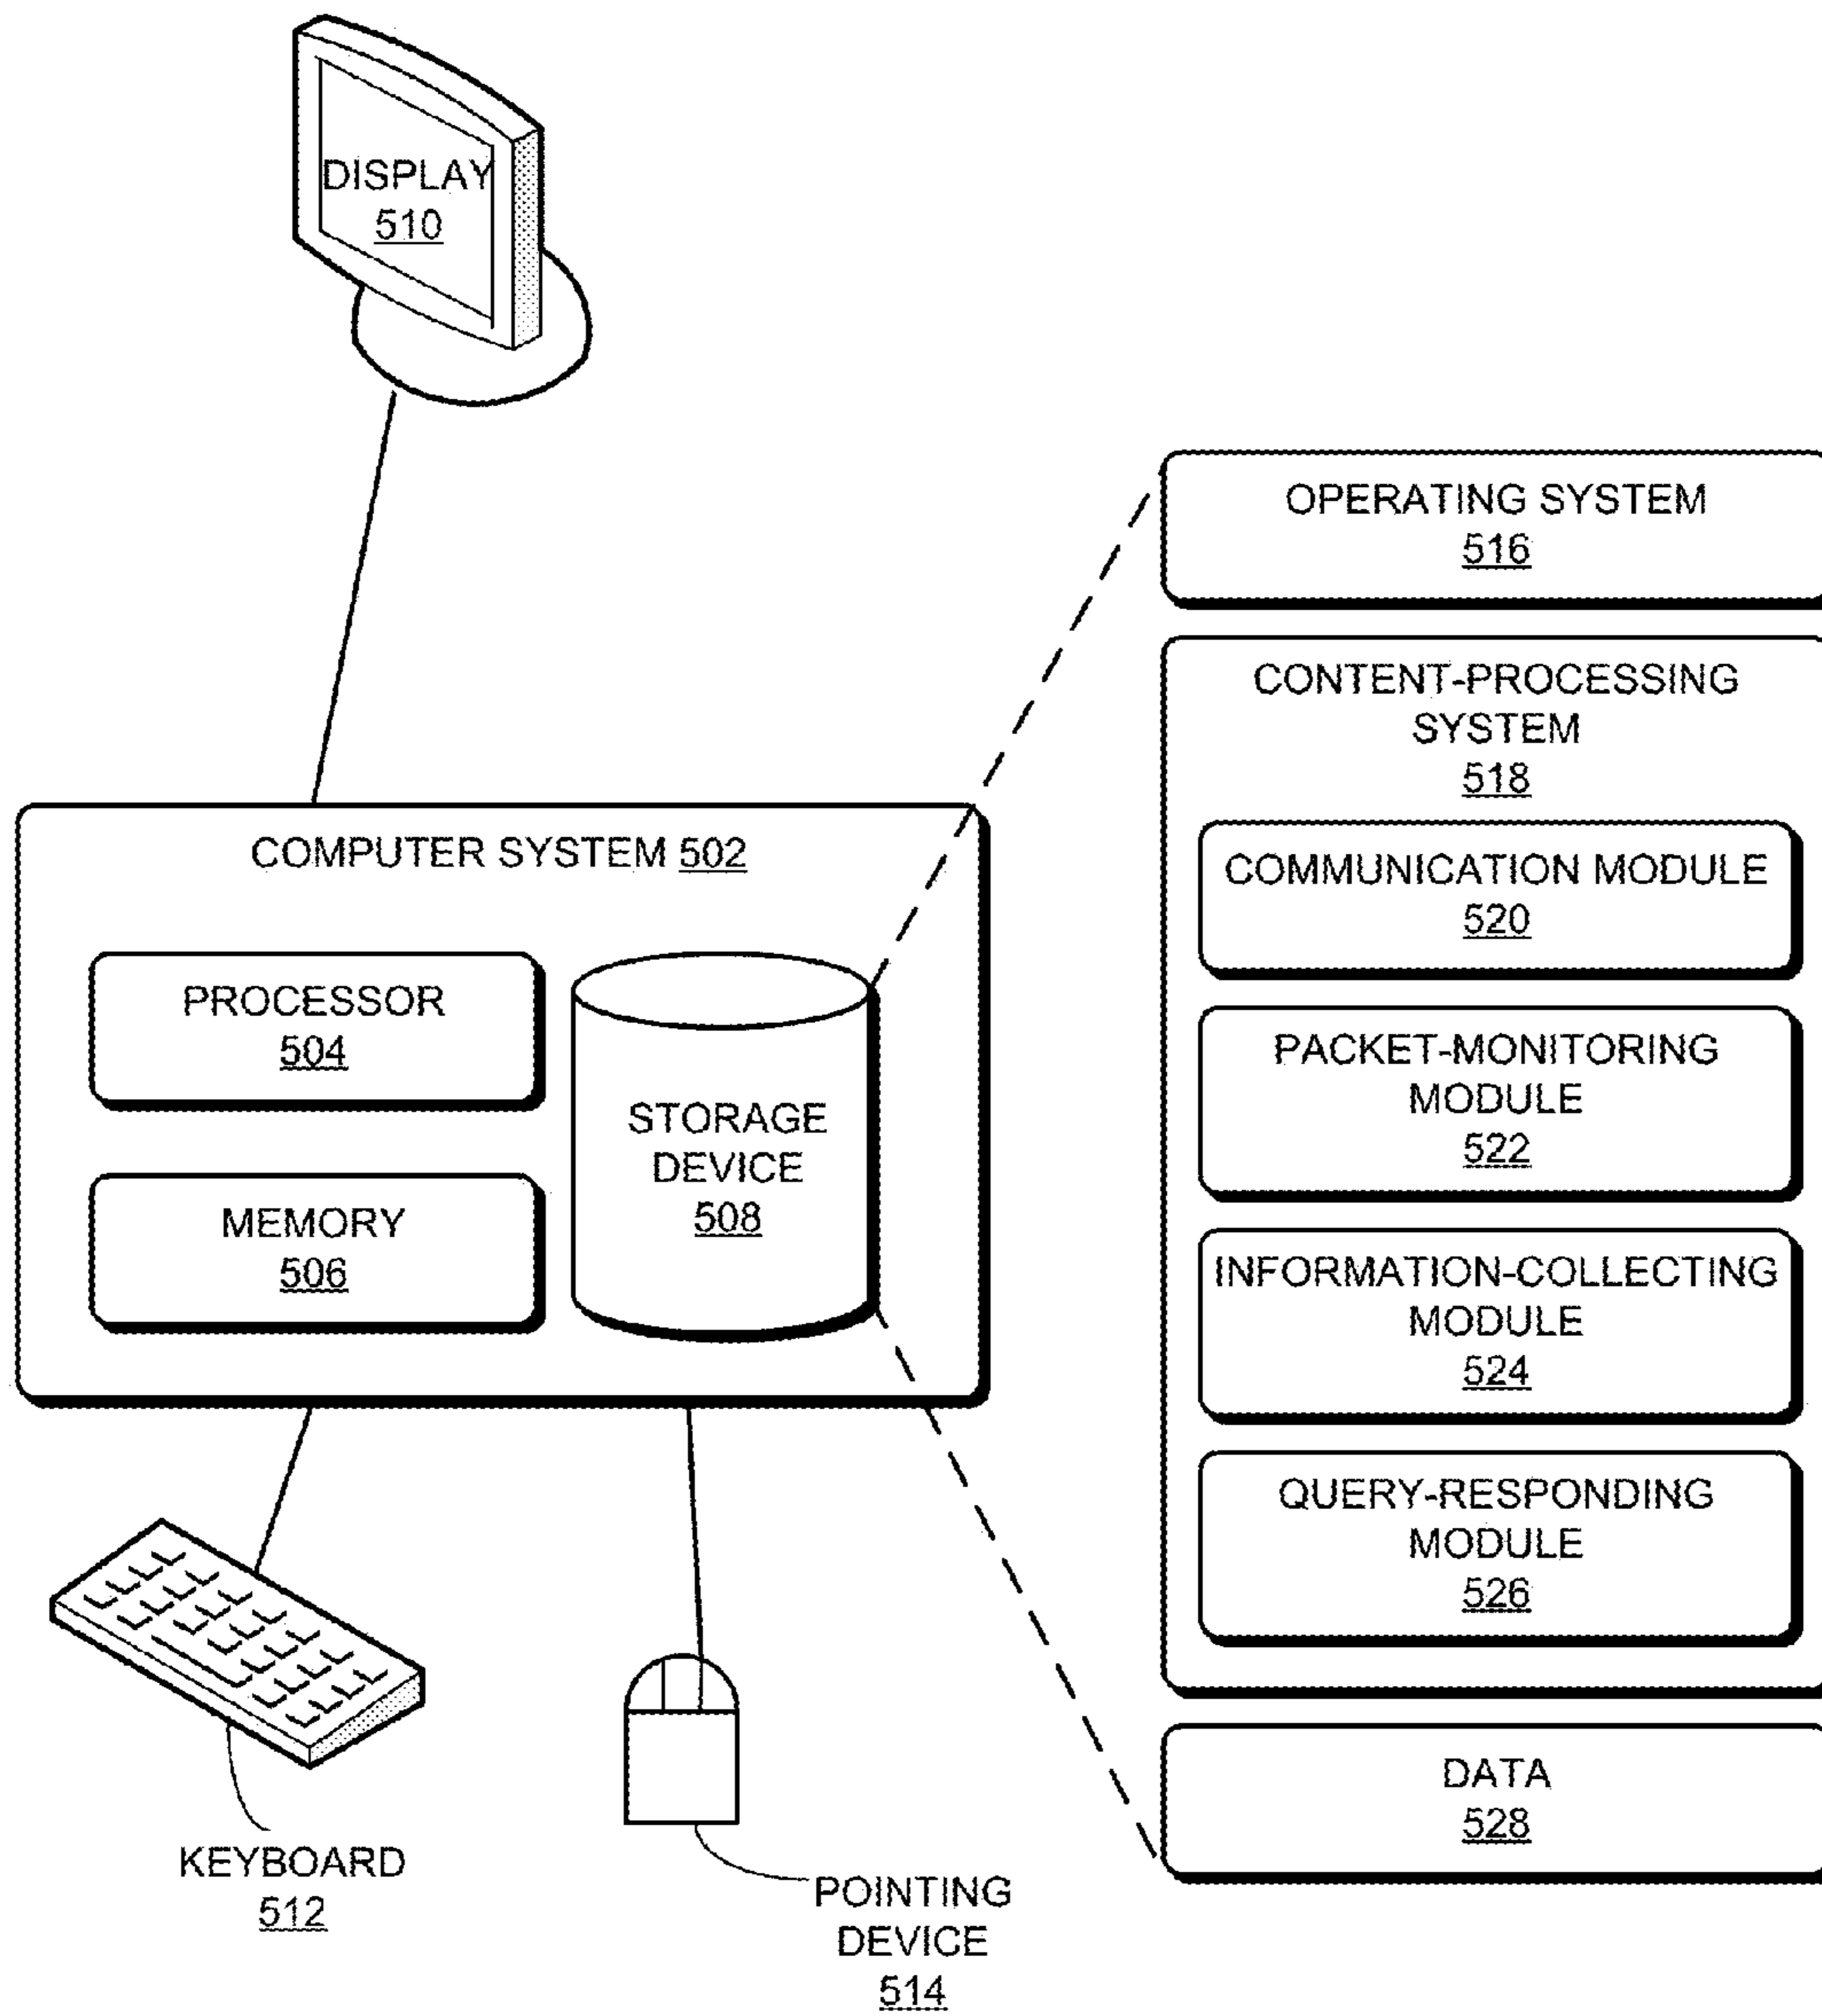 DISPLAY
510
OPERATING SYSTEM
516
CONTENT-PROCESSING
SYSTEM
518
COMMUNICATION MODULE
520
PACKET-MONITORING
MODULE
522
INFORMATION-COLLECTING
MODULE
524
QUERY-RESPONDING
MODULE
526
DATA
528
COMPUTER SYSTEM 502
PROCESSOR
504
MEMORY
506
STORAGE
DEVICE
508
KEYBOARD
512
POINTING
DEVICE
514